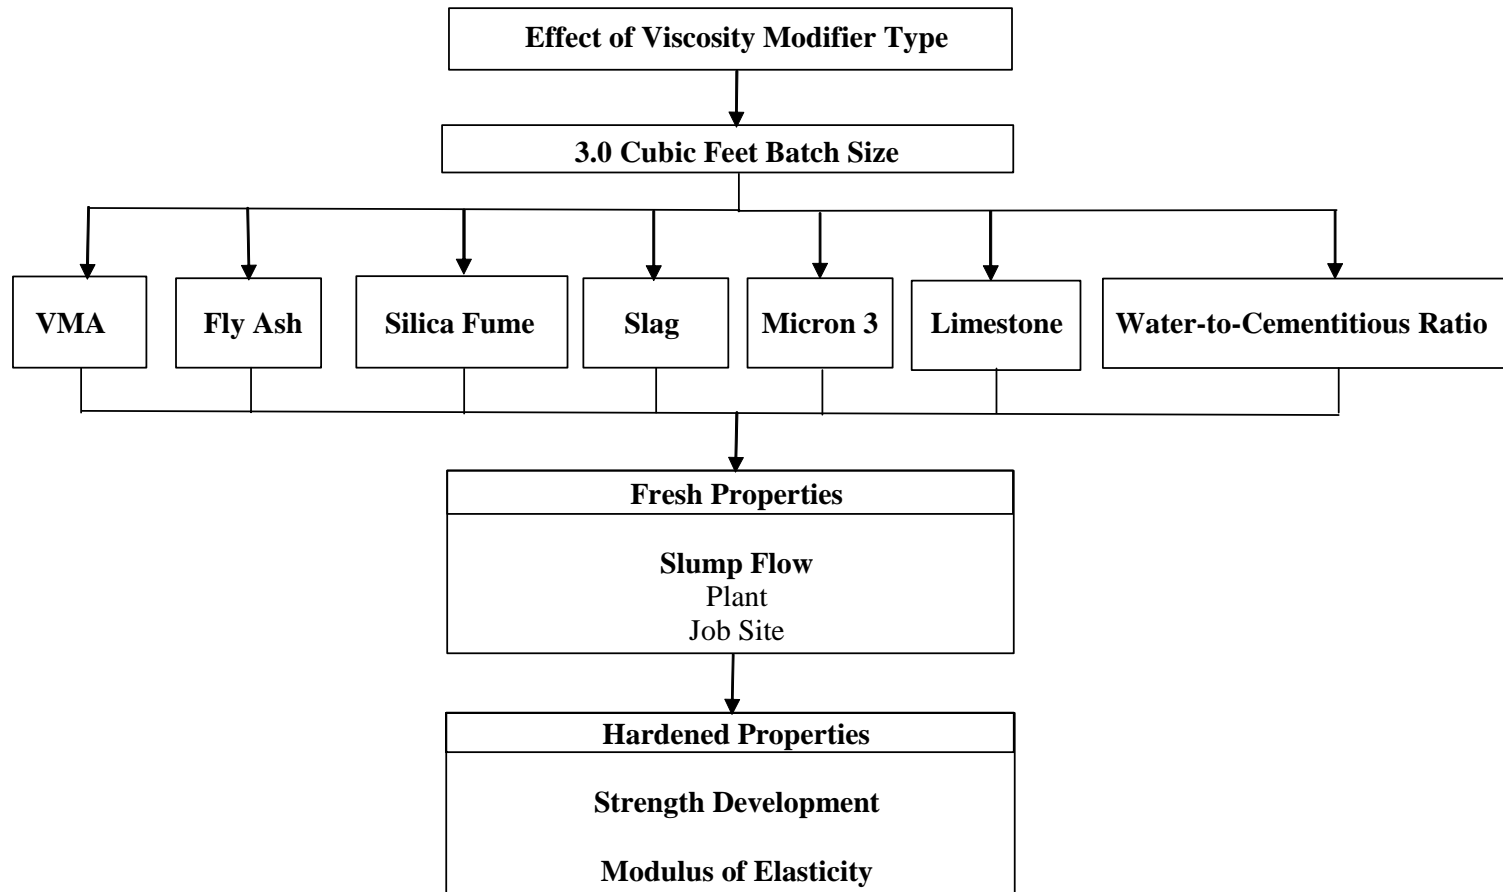 Effect of Viscosity Modifier Type
3.0 Cubic Feet Batch Size
VMA
Fly Ash
Silica Fume
Slag
Micron 3
Limestone
Water-to-Cementitious Ratio
Fresh Properties
Slump Flow
Plant
Job Site
Hardened Properties
Strength Development
Modulus of Elasticity